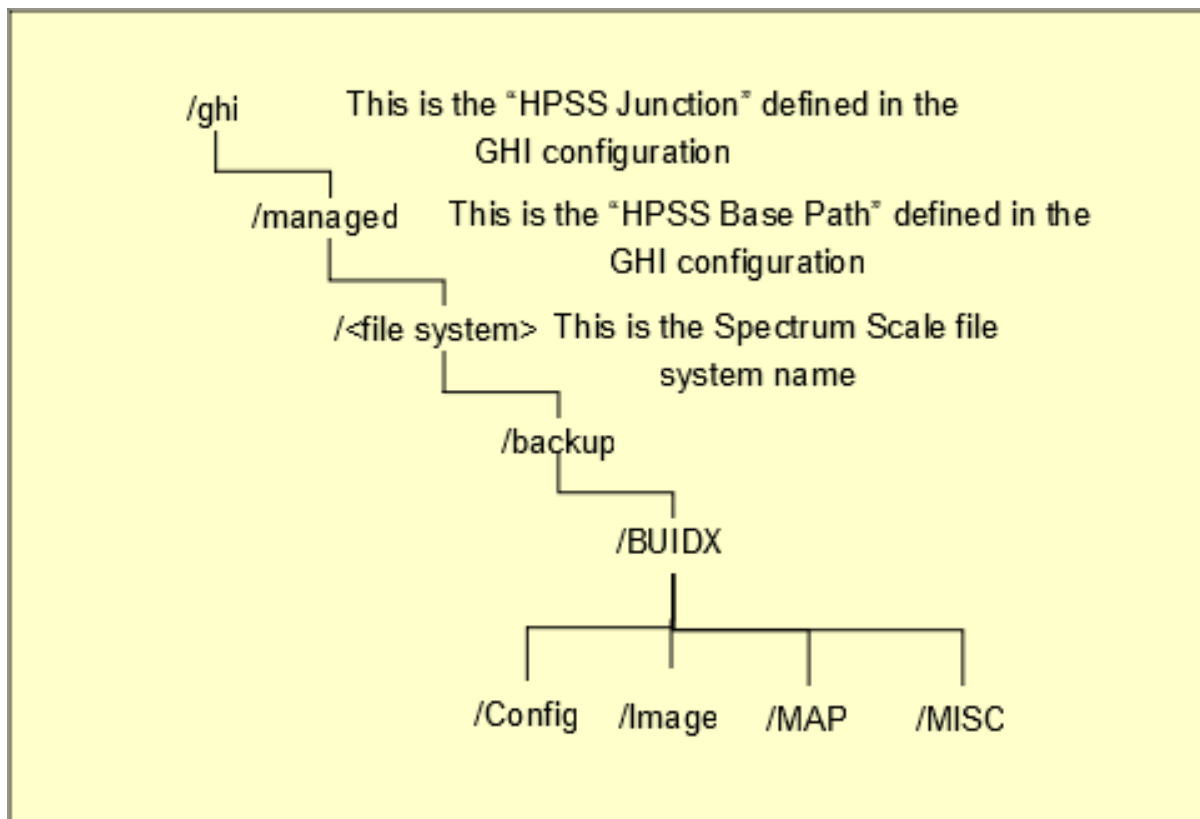 /ghi This is the “HPSS Junction” defined in the
GHI configuration
/managed This is the “HPSS Base Path” defined in the
GHI configuration
/<file system> This is the Spectrum Scale file
system name
/backup
/BUIDX
/Config /Image /MAP /MISC